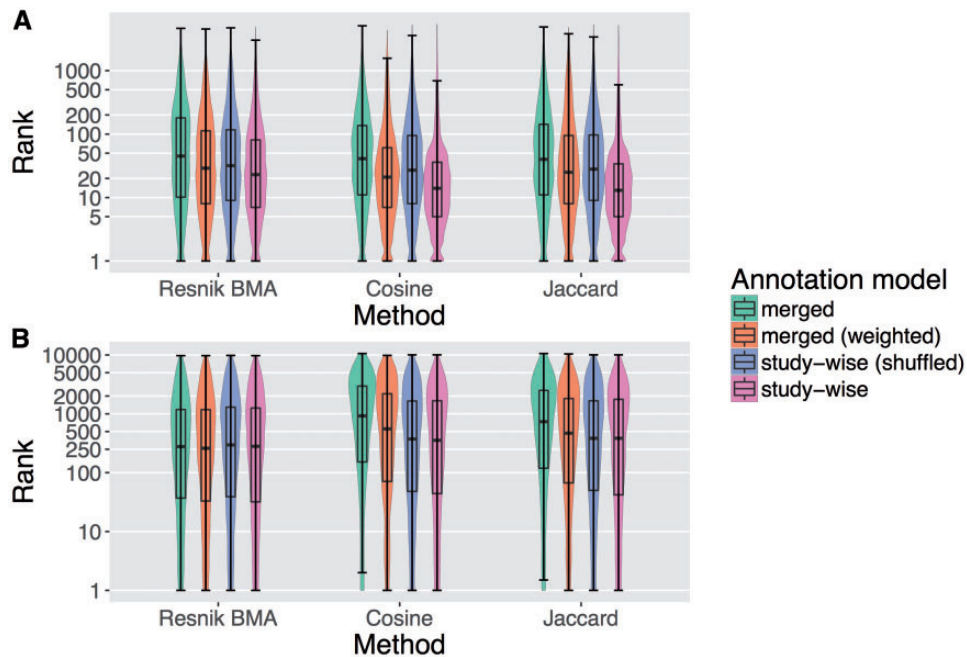 A
Rank
1000
500
200
100
50
20
10
5
1
Resnik BMA Cosine Jaccard
Method
B
Rank
10000
5000
2000
1000
500
250
100
10
1
Resnik BMA Cosine Jaccard
Method
Annotation model
merged
merged (weighted)
study-wise (shuffled)
study-wise